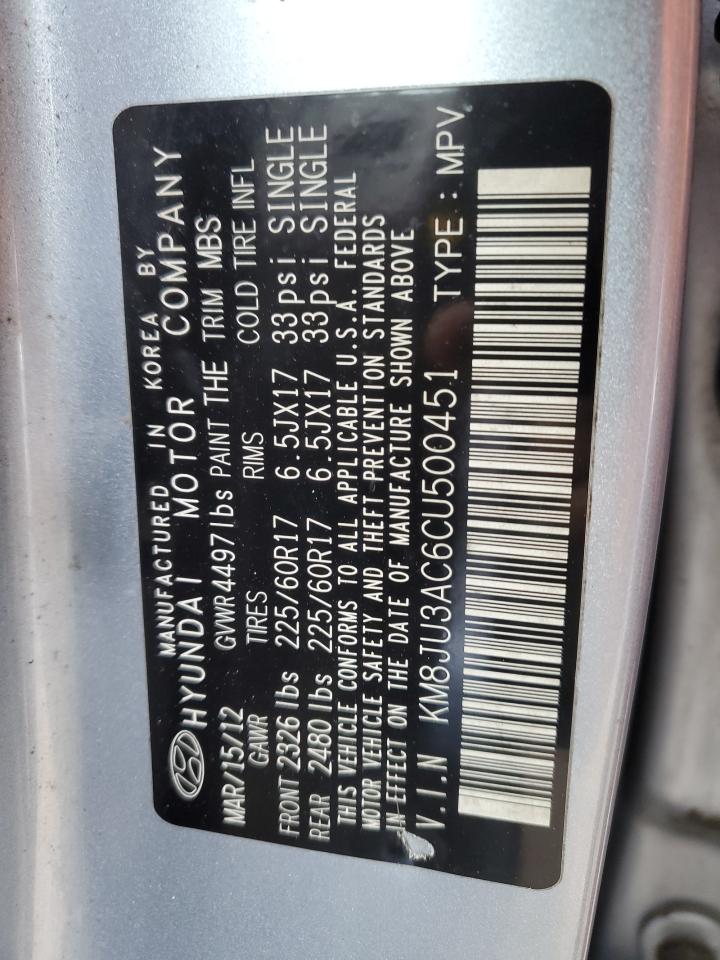 MANUFACTURED IN KOREA BY
HYUNDAI MOTOR COMPANY
MAR/15/12 GVWR 4497lbs PAINT THE TRIM MBS
GAWR TIRES RIMS COLD TIRE INFL
FRONT 2326 lbs 225/60R17 6.5JX17 33psi SINGLE
REAR 2480 lbs 225/60R17 6.5JX17 33psi SINGLE
THIS VEHICLE CONFORMS TO ALL APPLICABLE U.S.A. FEDERAL
MOTOR VEHICLE SAFETY AND THEFT PREVENTION STANDARDS
IN EFFECT ON THE DATE OF MANUFACTURE SHOWN ABOVE
V.I.N KM8JU3AC6CU500451 TYPE : MPV